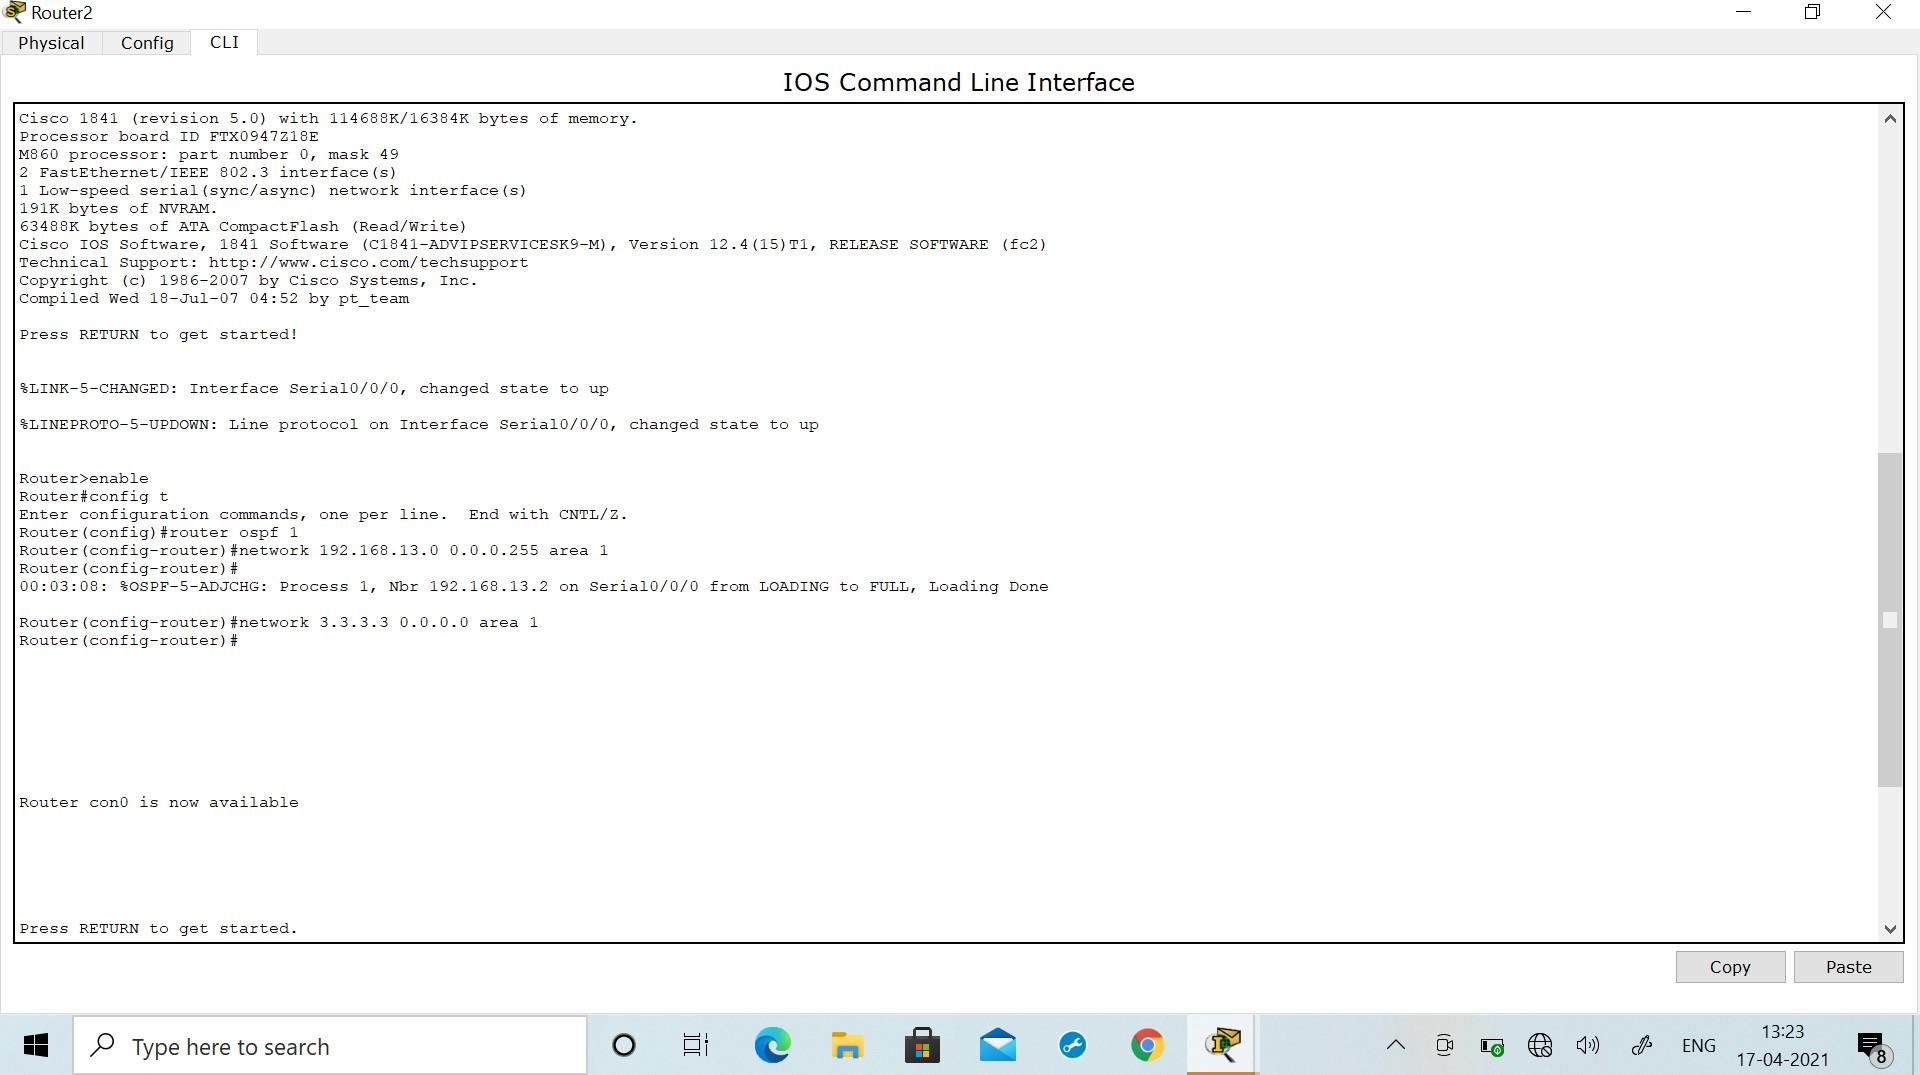 Router2
Physical Config CLI
IOS Command Line Interface
Cisco 1841 (revision 5.0) with 114688K/16384K bytes of memory.
Processor board ID FTX0947Z18E
M860 processor: part number 0, mask 49
2 FastEthernet/IEEE 802.3 interface(s)
1 Low-speed serial(sync/async) network interface(s)
191K bytes of NVRAM.
63488K bytes of ATA CompactFlash (Read/Write)
Cisco IOS Software, 1841 Software (C1841-ADVIPSERVICESK9-M), Version 12.4(15)T1, RELEASE SOFTWARE (fc2)
Technical Support: http://www.cisco.com/techsupport
Copyright (c) 1986-2007 by Cisco Systems, Inc.
Compiled Wed 18-Jul-07 04:52 by pt_team
Press RETURN to get started!
%LINK-5-CHANGED: Interface Serial0/0/0, changed state to up
%LINEPROTO-5-UPDOWN: Line protocol on Interface Serial0/0/0, changed state to up
Router>enable
Router#config t
Enter configuration commands, one per line.  End with CNTL/Z.
Router(config)#router ospf 1
Router(config-router)#network 192.168.13.0 0.0.0.255 area 1
Router(config-router)#
00:03:08: %OSPF-5-ADJCHG: Process 1, Nbr 192.168.13.2 on Serial0/0/0 from LOADING to FULL, Loading Done
Router(config-router)#network 3.3.3.3 0.0.0.0 area 1
Router(config-router)#
Router con0 is now available
Press RETURN to get started.
Copy Paste
Type here to search
ENG
13:23
17-04-2021
8